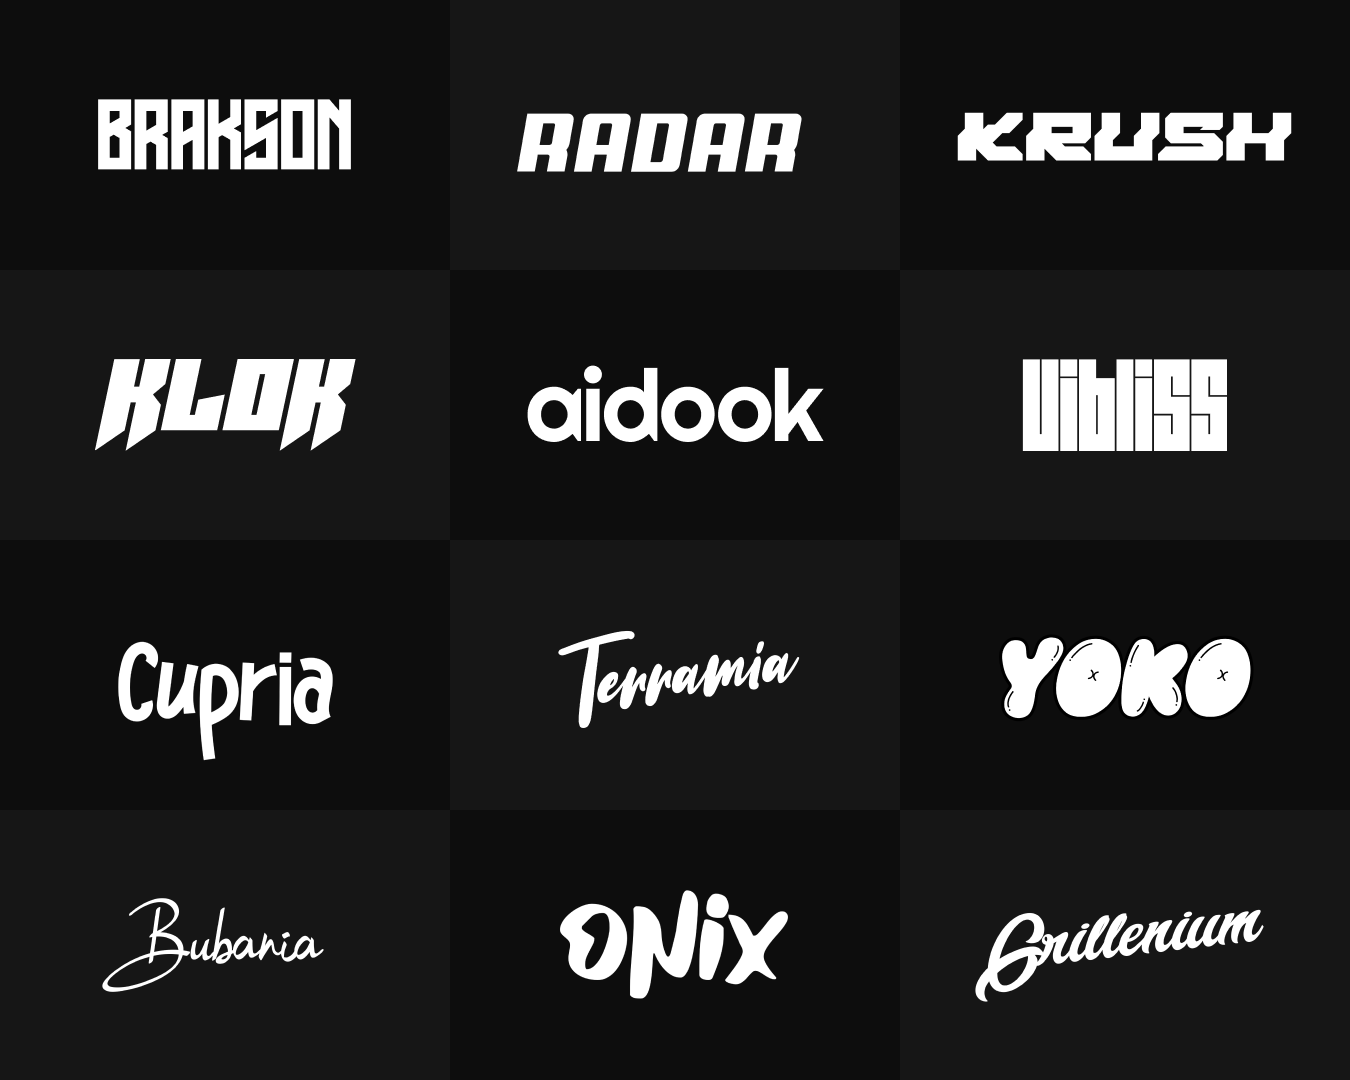 BRAKSON
RADAR
KRUSH
KLOK
aidook
Vibliss
Cupria
Terramia
YOKO
Bubania
ONiX
Grillenium